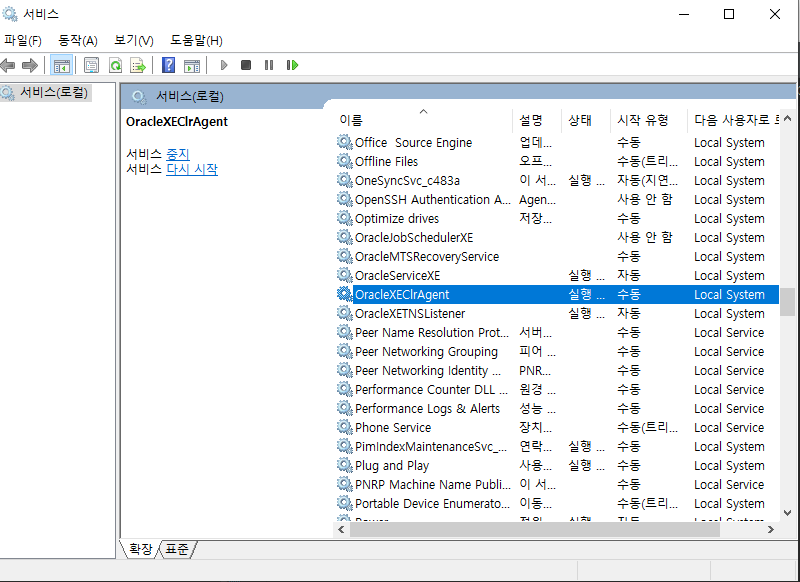 서비스
파일(F) 동작(A) 보기(V) 도움말(H)
서비스(로컬)
서비스(로컬)
OracleXEClrAgent
서비스 중지
서비스 다시 시작
이름 설명 상태 시작 유형 다음 사용자로 로
Office Source Engine 업데... 수동 Local System
Offline Files 오프... 수동(트리... Local System
OneSyncSvc_c483a 이 서... 실행 ... 자동(지연... Local System
OpenSSH Authentication A... Agen... 사용 안 함 Local System
Optimize drives 저장... 수동 Local System
OracleJobSchedulerXE 사용 안 함 Local System
OracleMTSRecoveryService 수동 Local System
OracleServiceXE 실행 ... 자동 Local System
OracleXEClrAgent 실행 ... 수동 Local System
OracleXETNSListener 실행 ... 자동 Local System
Peer Name Resolution Prot... 서버... 수동 Local Service
Peer Networking Grouping 피어 ... 수동 Local Service
Peer Networking Identity ... PNR... 수동 Local Service
Performance Counter DLL ... 원경 ... 수동 Local Service
Performance Logs & Alerts 성능 ... 수동 Local Service
Phone Service 장치... 수동(트리... Local Service
PimIndexMaintenanceSvc_... 연락... 실행 ... 수동 Local System
Plug and Play 사용... 실행 ... 수동 Local System
PNRP Machine Name Publi... 이 서... 수동 Local Service
Portable Device Enumerato... 이동... 수동(트리... Local System
Power 전원 실행 자동 Local System
확장 표준